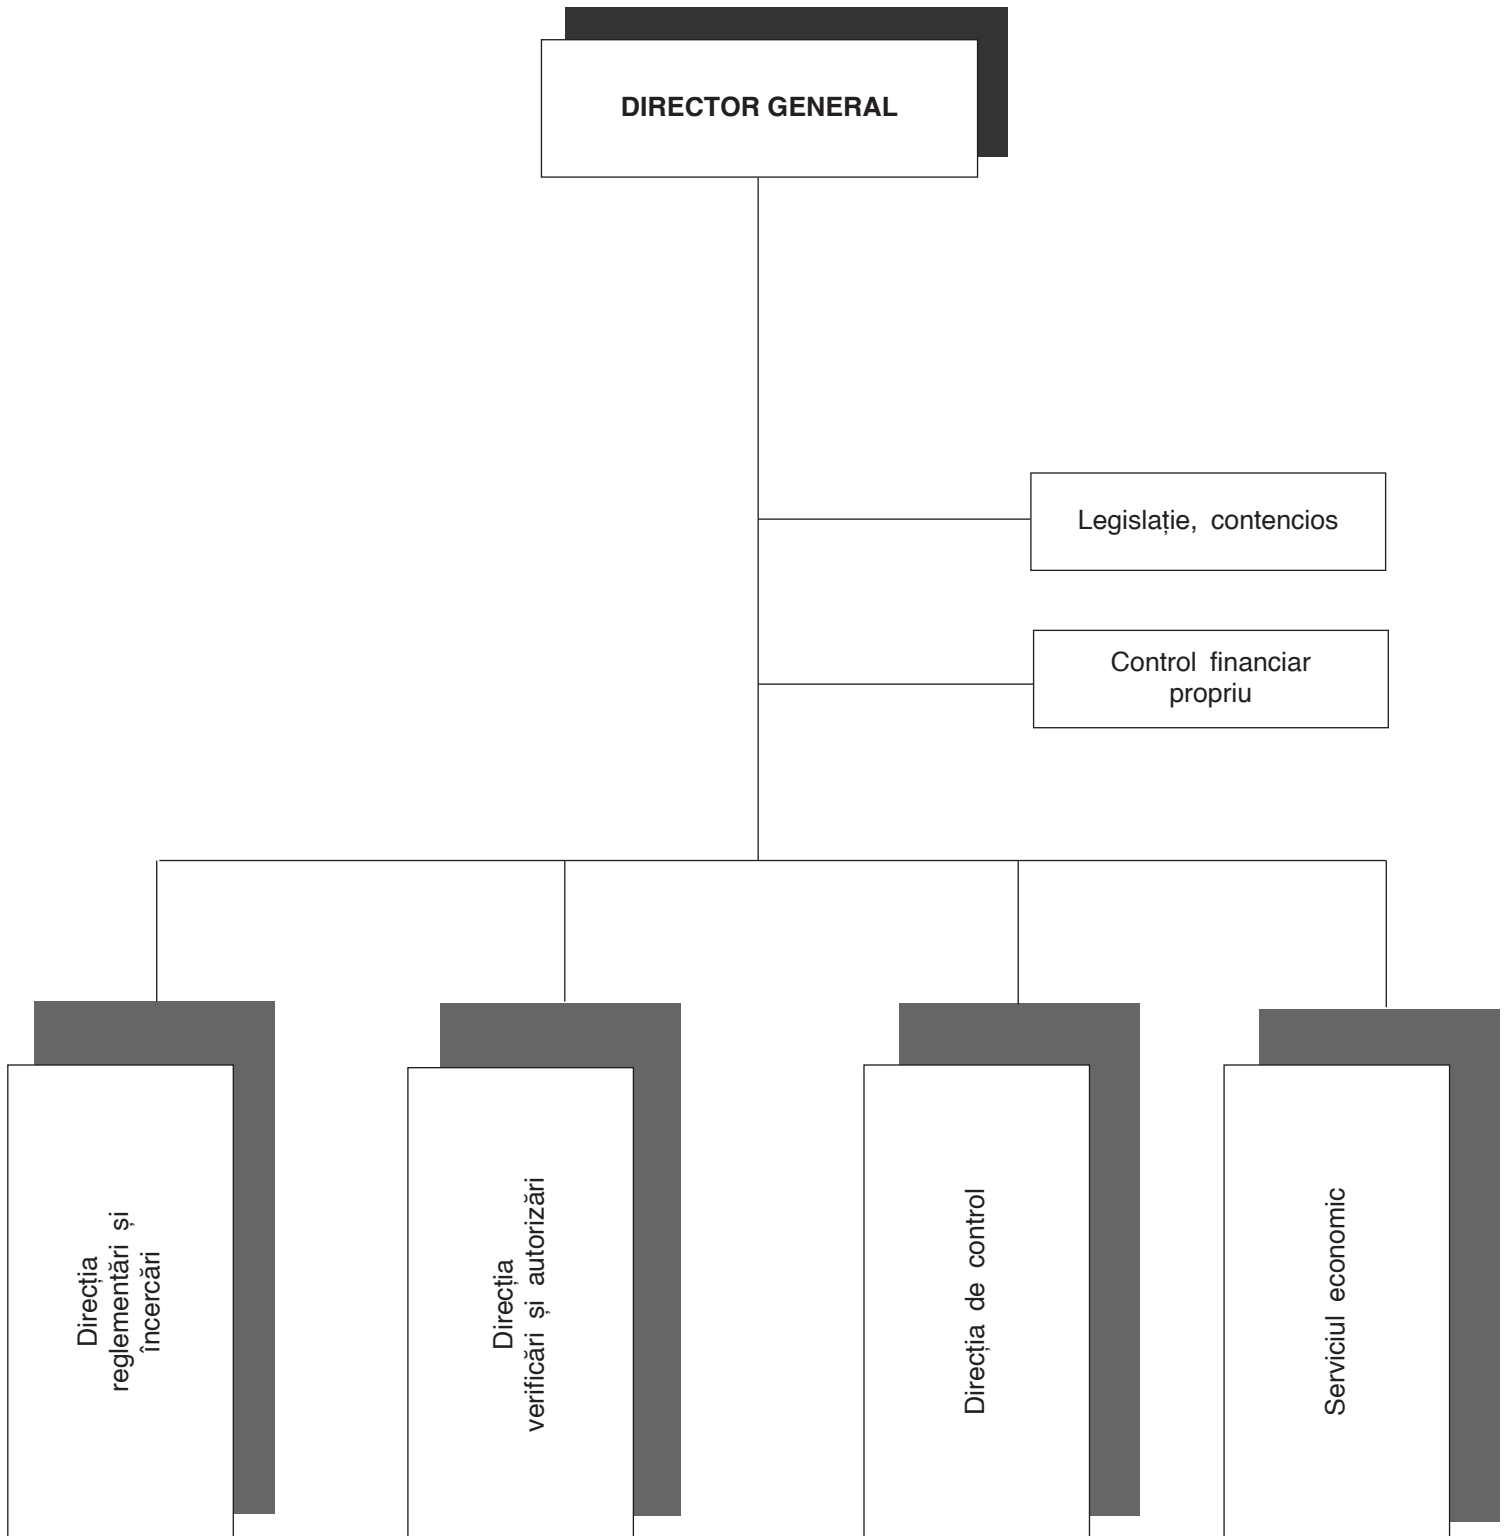 DIRECTOR GENERAL
Legislație, contencios
Control financiar
propriu
Direcția
reglementări și
încercări
Direcția
verificări și autorizări
Direcția de control
Serviciul economic